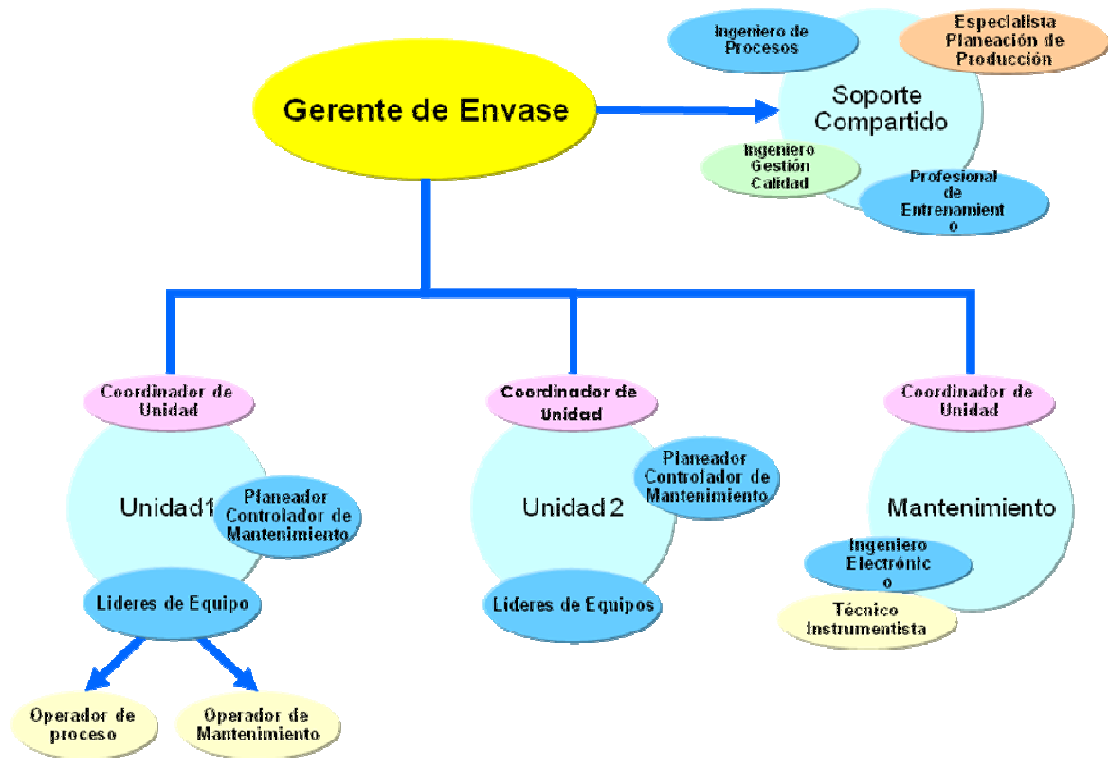 Ingeniero de
Procesos
Especialista
Planeación de
Producción
Gerente de Envase
Soporte
Compartido
Ingeniero
Gestión
Calidad
Profesional
de
Entrenamient
o
Coordinador de
Unidad
Coordinador de
Unidad
Coordinador de
Unidad
Unidad1
Planeador
Controlador de
Mantenimiento
Unidad 2
Planeador
Controlador de
Mantenimiento
Mantenimiento
Ingeniero
Electrónic
o
Técnico
Instrumentista
Lideres de Equipo
Líderes de Equipos
Operador de
proceso
Operador de
Mantenimiento